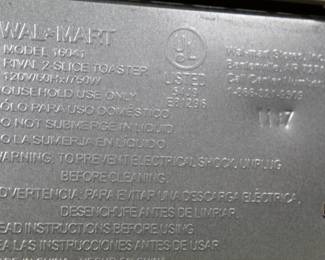 WAL★MART
MODEL 16041
RIVAL 2-SLICE TOASTER
120V/60Hz/750W
HOUSEHOLD USE ONLY
SÓLO PARA USO DOMÉSTICO
DO NOT SUBMERGE IN LIQUID.
NO LA SUMERJA EN LÍQUIDO.
WARNING: TO PREVENT ELECTRICAL SHOCK, UNPLUG
BEFORE CLEANING.
ADVERTENCIA: PARA EVITAR UNA DESCARGA ELÉCTRICA,
DESENCHUFE ANTES DE LIMPIAR.
READ INSTRUCTIONS BEFORE USING
LEA LAS INSTRUCCIONES ANTES DE USAR
UL
LISTED
Wal-mart Stores, Inc.
Bentonville, AR
Call Center Number
1117